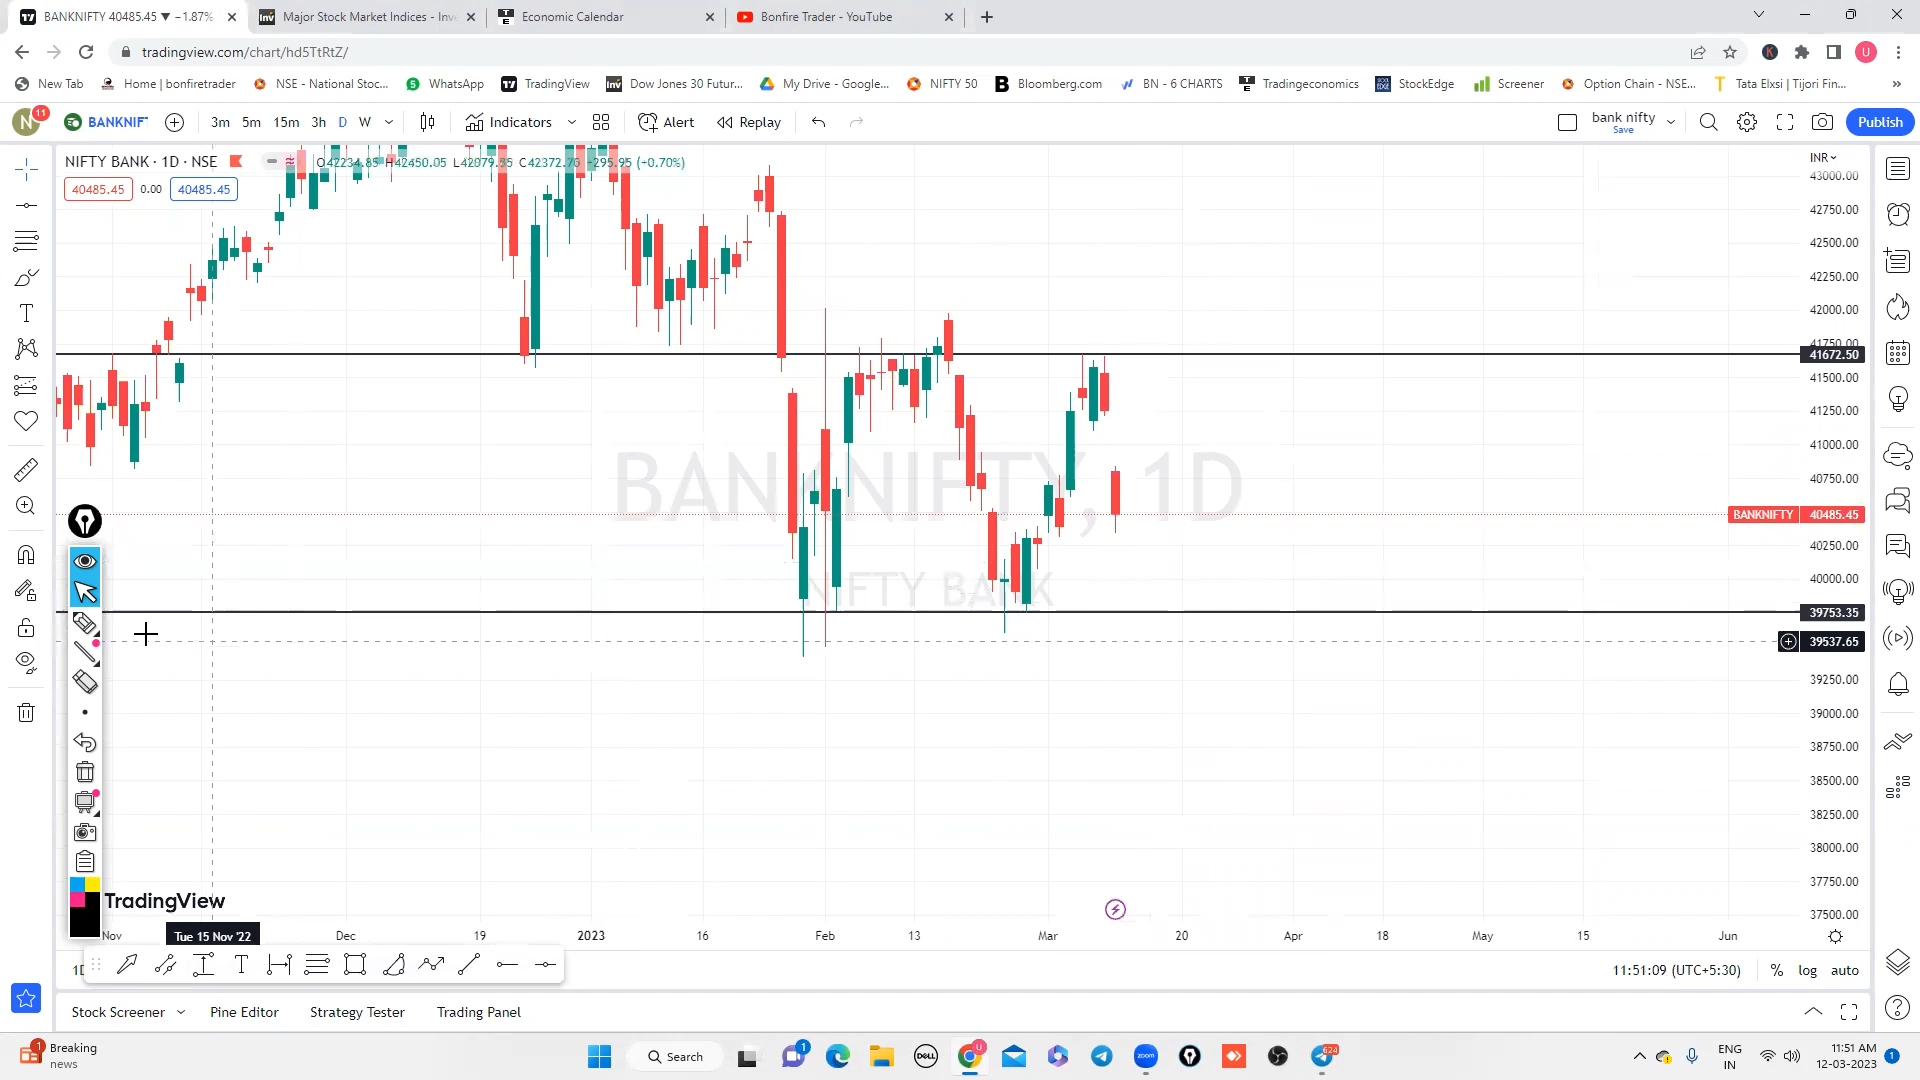 BANKNIFTY 40485.45 ▼ −1.87%
Major Stock Market Indices - Inve
Economic Calendar
Bonfire Trader - YouTube
tradingview.com/chart/hd5TtRtZ/
New Tab
Home | bonfiretrader
NSE - National Stoc...
WhatsApp
TradingView
Dow Jones 30 Futur...
My Drive - Google...
NIFTY 50
Bloomberg.com
BN - 6 CHARTS
Tradingeconomics
StockEdge
Screener
Option Chain - NSE...
Tata Elxsi | Tijori Fin...
N 11
BANKNIF
3m 5m 15m 3h D W
Indicators
Alert
Replay
bank nifty
Save
Publish
NIFTY BANK · 1D · NSE
O42234.85 H42450.05 L42079.55 C42372.70 +295.95 (+0.70%)
INR
40485.45 0.00 40485.45
43000.00
42750.00
42500.00
42250.00
42000.00
41750.00
41672.50
41500.00
41250.00
41000.00
40750.00
BANKNIFTY 40485.45
40250.00
40000.00
39753.35
39537.65
39250.00
39000.00
38750.00
38500.00
38250.00
38000.00
37750.00
37500.00
BANKNIFTY, 1D
NIFTY BANK
TradingView
Nov Tue 15 Nov '22 Dec 19 2023 16 Feb 13 Mar 20 Apr 18 May 15 Jun
11:51:09 (UTC+5:30) % log auto
Stock Screener Pine Editor Strategy Tester Trading Panel
Breaking
news
Search
624
ENG
IN
11:51 AM
12-03-2023